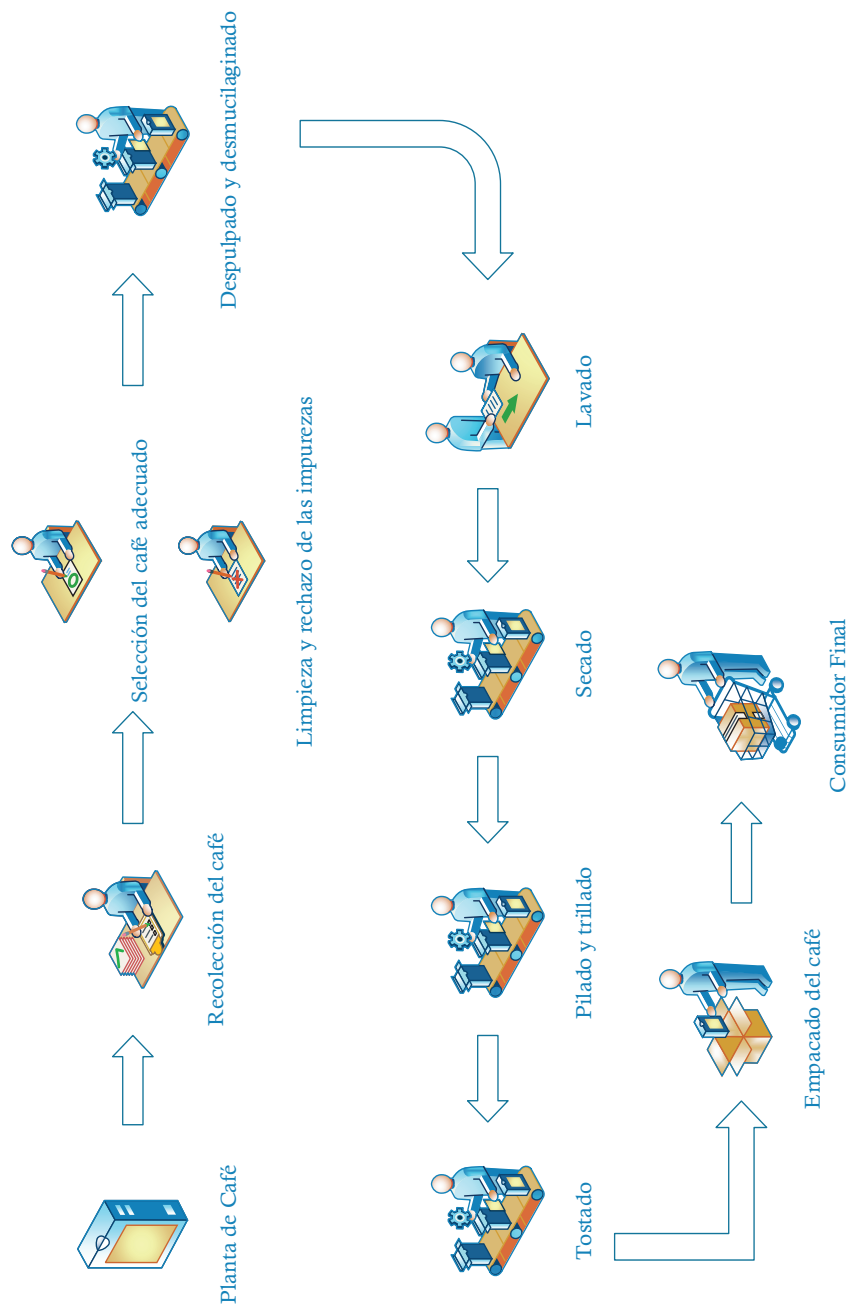 Planta de Café
Recolección del café
Selección del café adecuado
Limpieza y rechazo de las impurezas
Despulpado y desmucilaginado
Lavado
Secado
Pilado y trillado
Tostado
Empacado del café
Consumidor Final